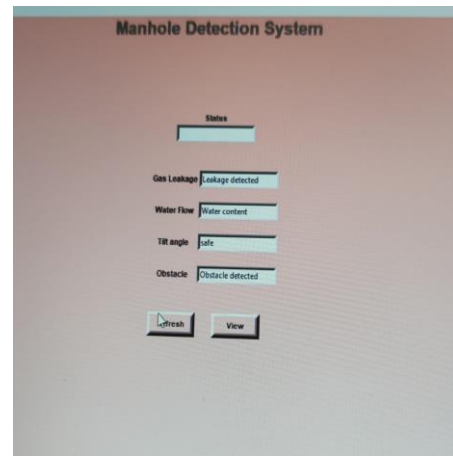 Manhole Detection System
Status
Gas Leakage Leakage detected
Water Flow Water content
Tilt angle safe
Obstacle Obstacle detected
Refresh View